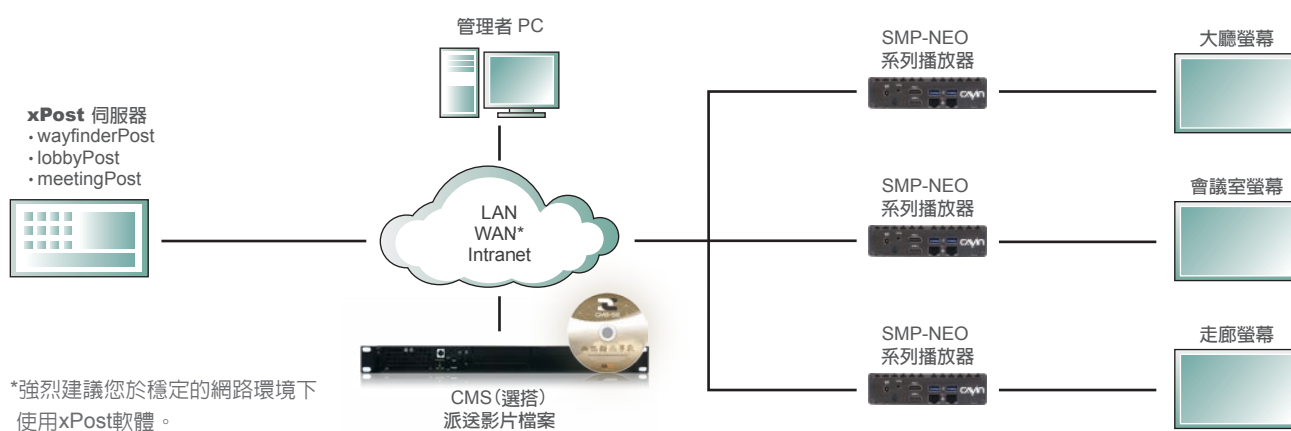 管理者 PC
xPost 伺服器
・wayfinderPost
・lobbyPost
・meetingPost
LAN
WAN*
Intranet
CMS（選搭）
派送影片檔案
SMP-NEO
系列播放器
CAYIN
大廳螢幕
SMP-NEO
系列播放器
CAYIN
會議室螢幕
SMP-NEO
系列播放器
CAYIN
走廊螢幕
*強烈建議您於穩定的網路環境下
使用xPost軟體。